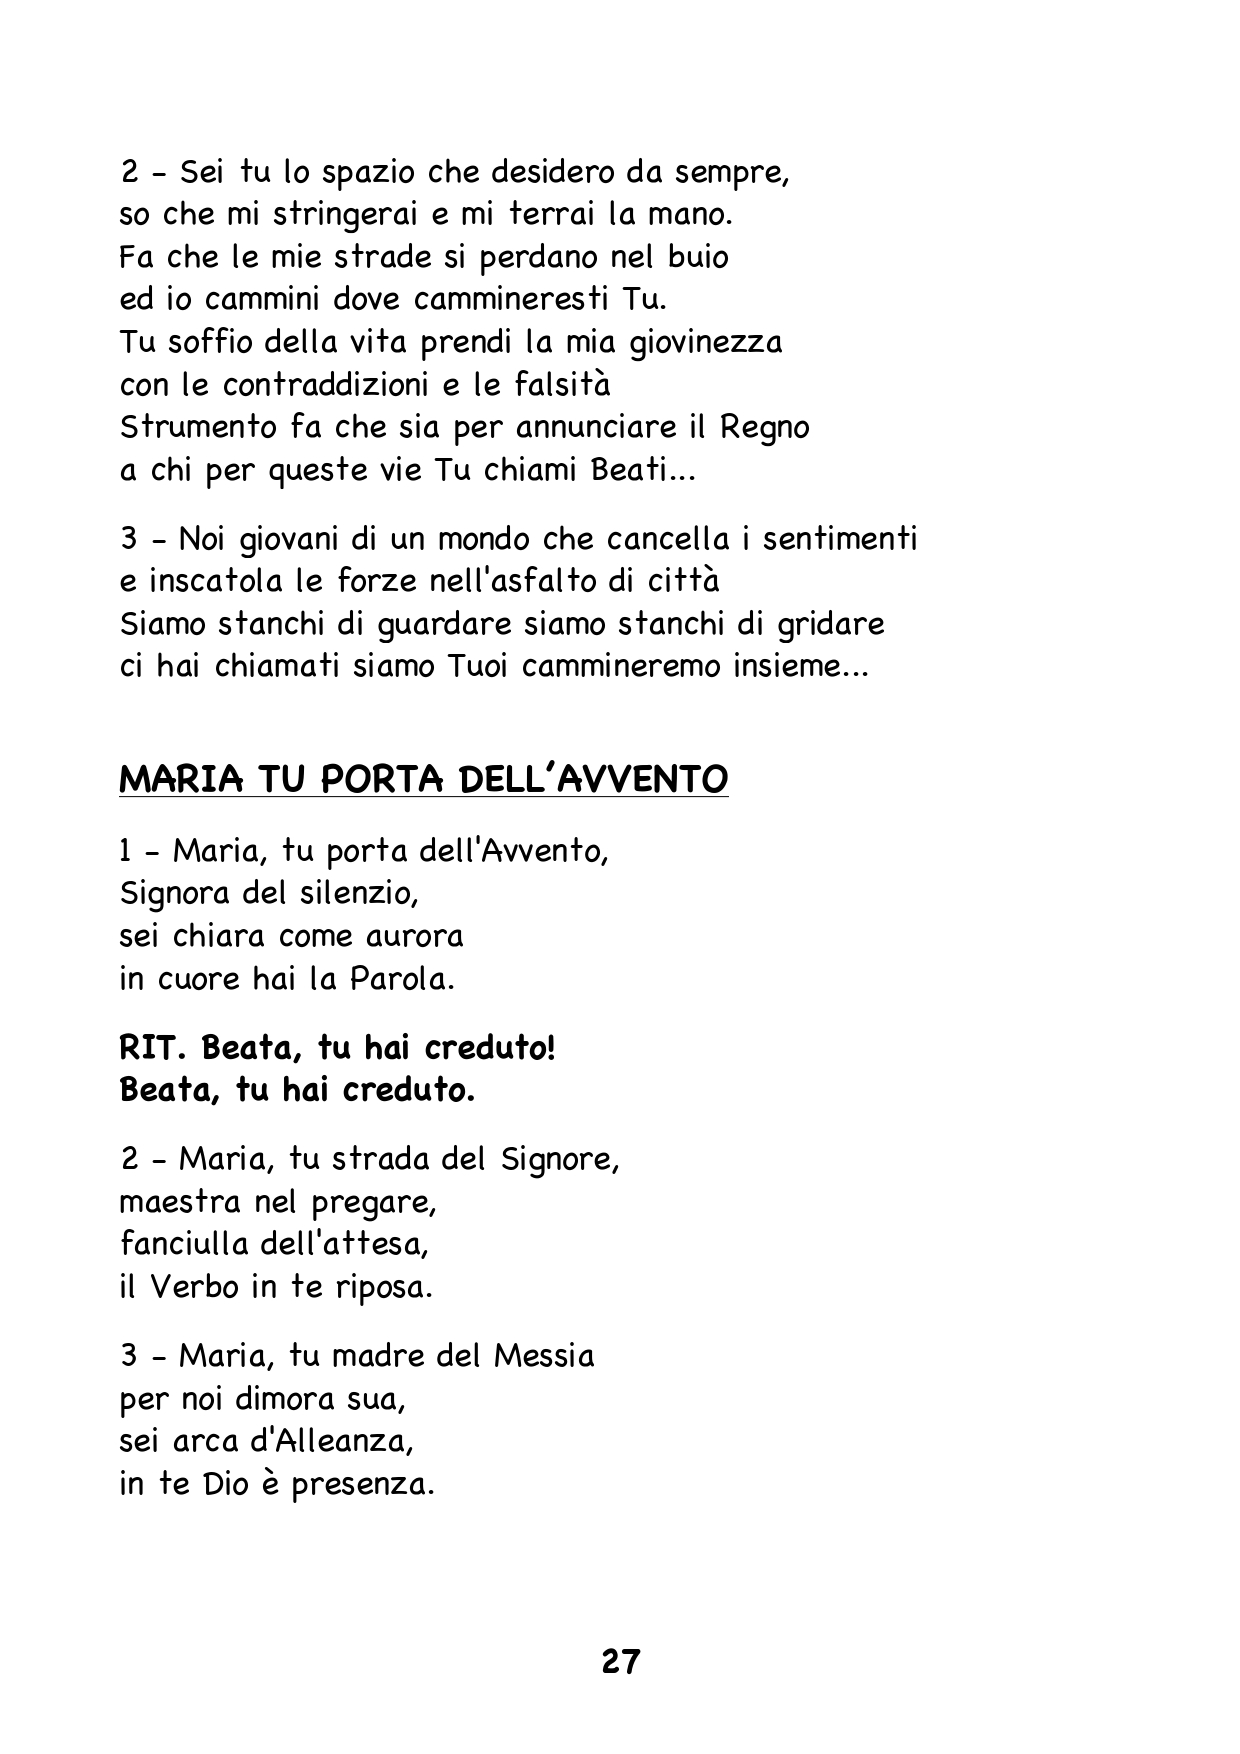 2 – Sei tu lo spazio che desidero da sempre,
so che mi stringerai e mi terrai la mano.
Fa che le mie strade si perdano nel buio
ed io cammini dove cammineresti Tu.
Tu soffio della vita prendi la mia giovinezza
con le contraddizioni e le falsità
Strumento fa che sia per annunciare il Regno
a chi per queste vie Tu chiami Beati...
3 – Noi giovani di un mondo che cancella i sentimenti
e inscatola le forze nell'asfalto di città
Siamo stanchi di guardare siamo stanchi di gridare
ci hai chiamati siamo Tuoi cammineremo insieme...
MARIA TU PORTA DELL’AVVENTO
1 – Maria, tu porta dell'Avvento,
Signora del silenzio,
sei chiara come aurora
in cuore hai la Parola.
RIT. Beata, tu hai creduto!
Beata, tu hai creduto.
2 – Maria, tu strada del Signore,
maestra nel pregare,
fanciulla dell'attesa,
il Verbo in te riposa.
3 – Maria, tu madre del Messia
per noi dimora sua,
sei arca d'Alleanza,
in te Dio è presenza.
27